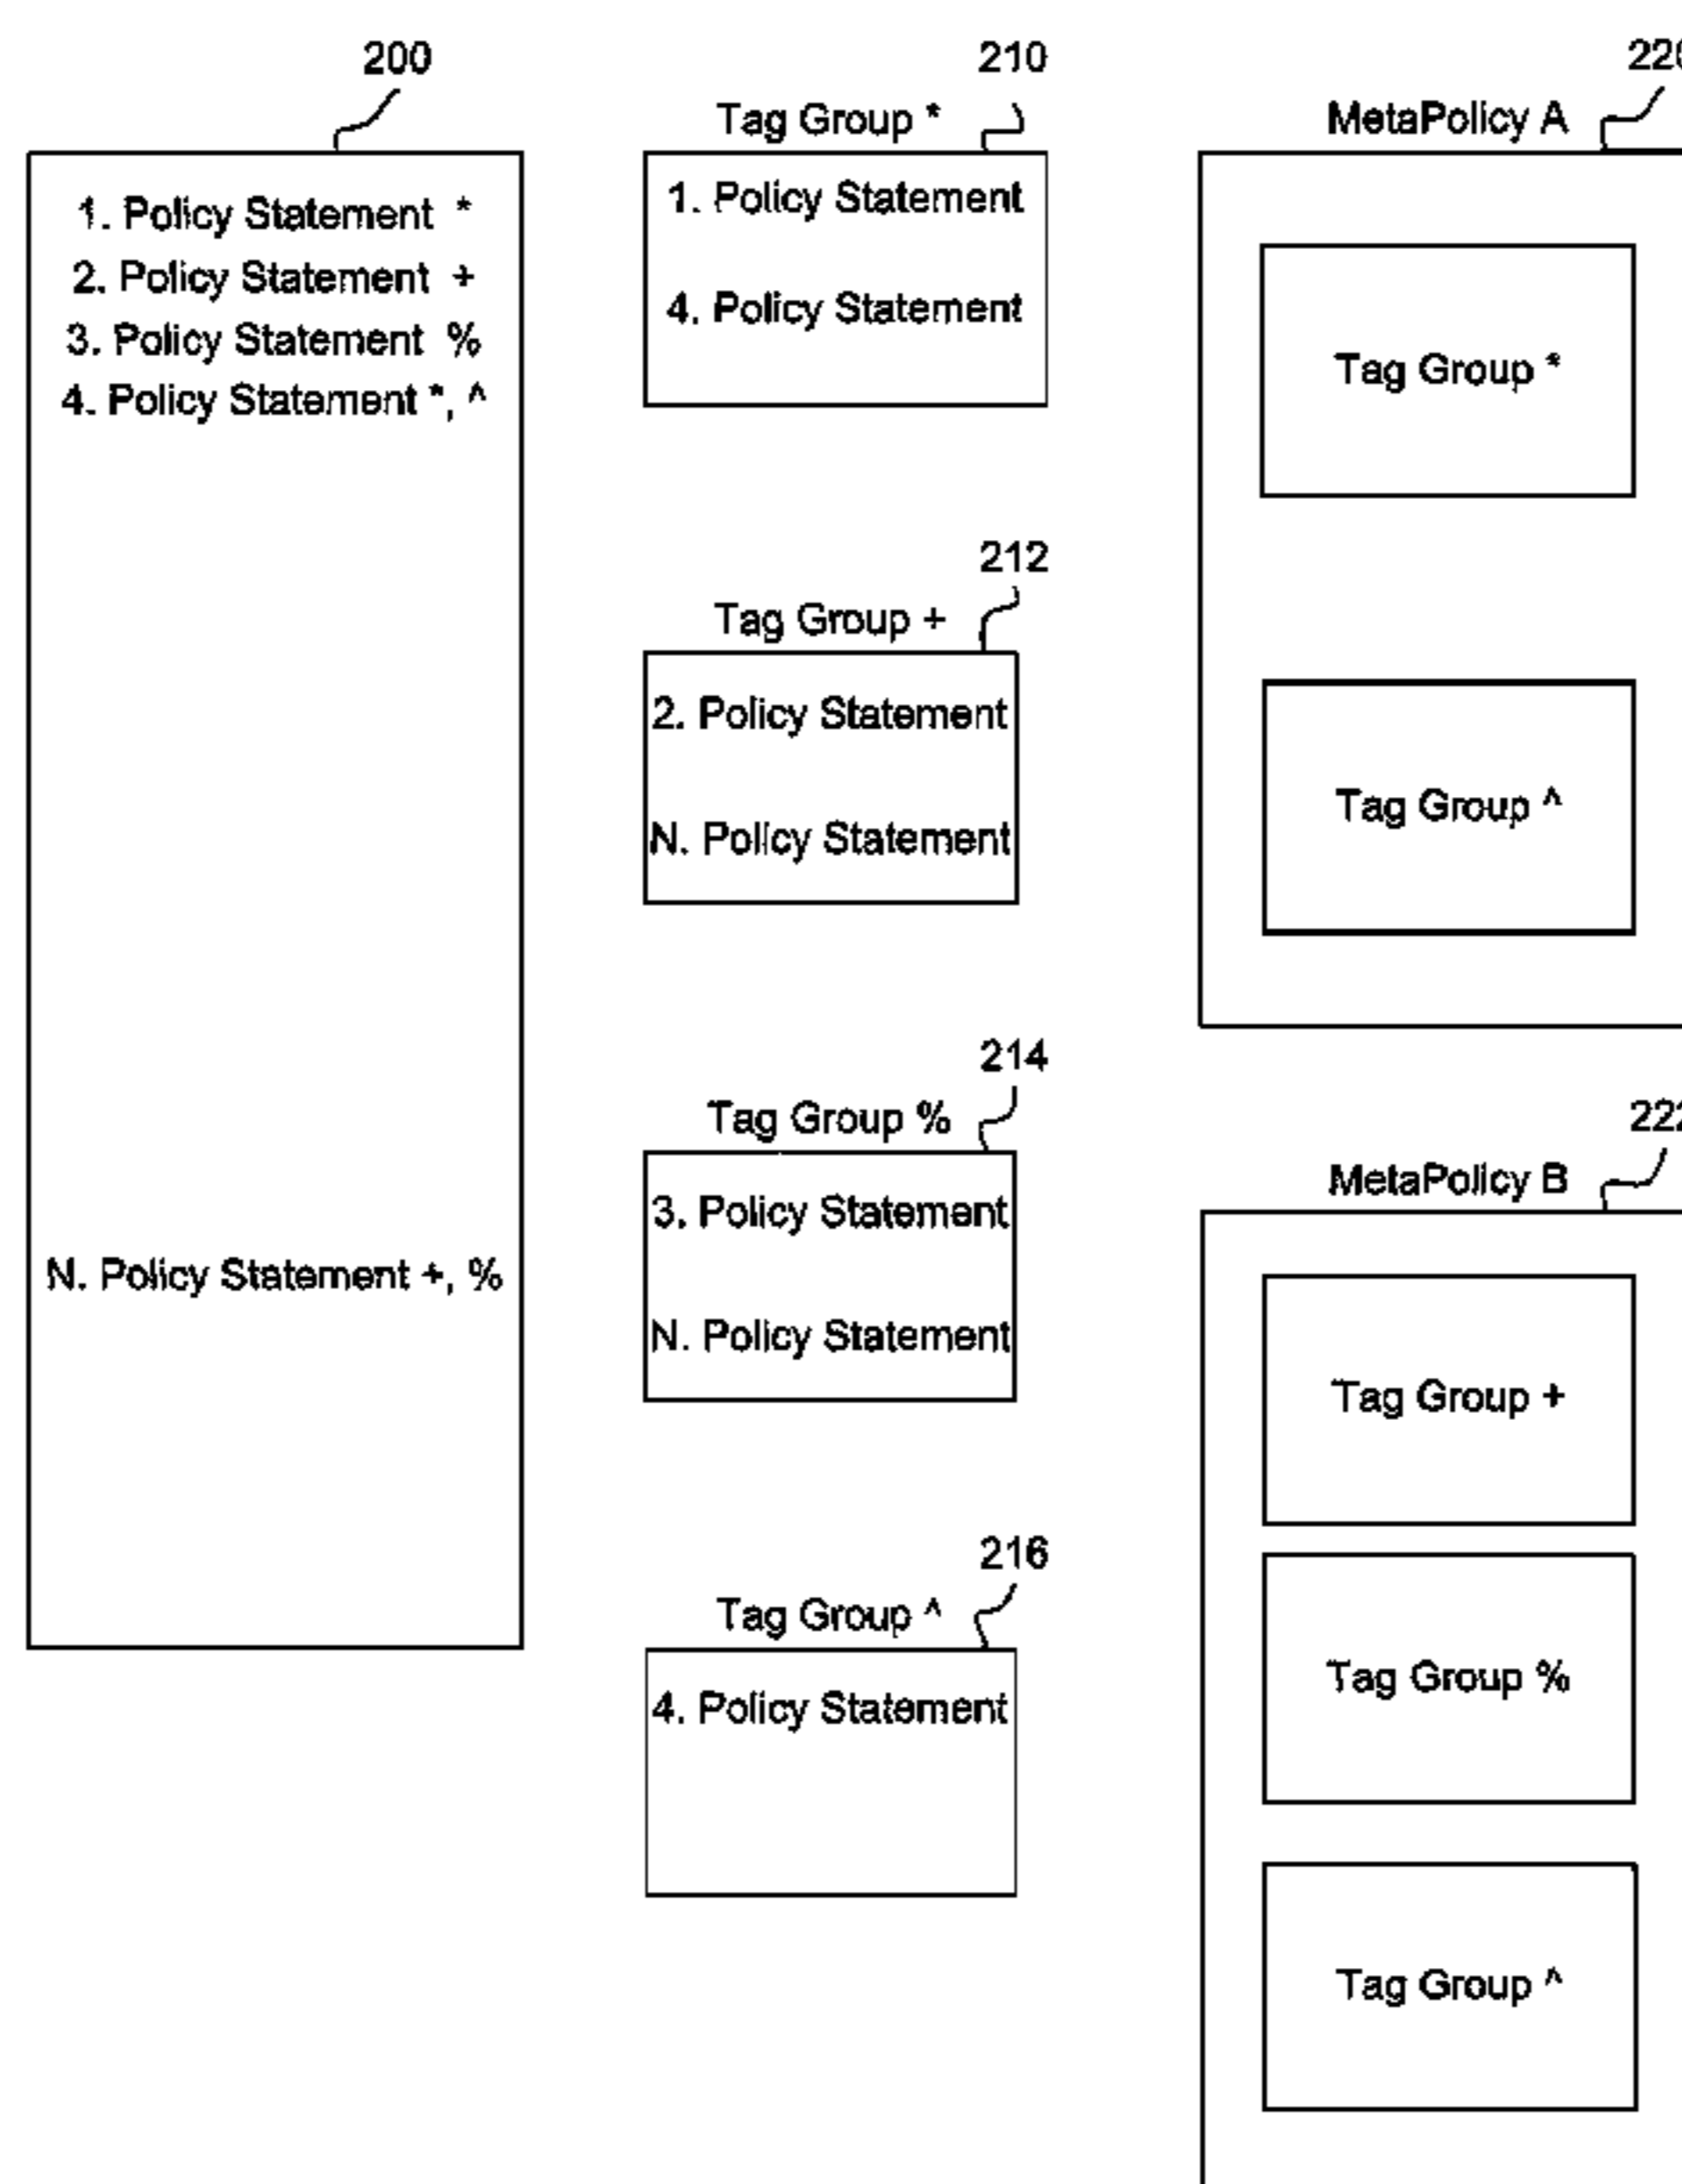 200
1. Policy Statement *
2. Policy Statement +
3. Policy Statement %
4. Policy Statement *, ^
N. Policy Statement +, %
210
Tag Group *
1. Policy Statement
4. Policy Statement
212
Tag Group +
2. Policy Statement
N. Policy Statement
214
Tag Group %
3. Policy Statement
N. Policy Statement
216
Tag Group ^
4. Policy Statement
MetaPolicy A
Tag Group *
Tag Group ^
MetaPolicy B
Tag Group +
Tag Group %
Tag Group ^